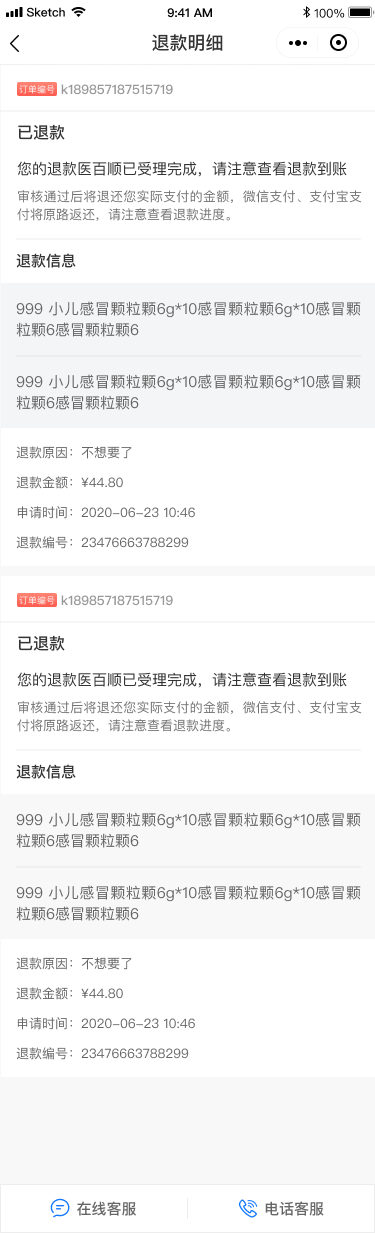 Sketch 9:41 AM 100%
退款明细
订单编号 k189857187515719
已退款
您的退款医百顺已受理完成，请注意查看退款到账
审核通过后将退还您实际支付的金额，微信支付、支付宝支
付将原路返还，请注意查看退款进度。
退款信息
999 小儿感冒颗粒颗6g*10感冒颗粒颗6g*10感冒颗
粒颗6感冒颗粒颗6
999 小儿感冒颗粒颗6g*10感冒颗粒颗6g*10感冒颗
粒颗6感冒颗粒颗6
退款原因：不想要了
退款金额：¥44.80
申请时间：2020-06-23 10:46
退款编号：23476663788299
订单编号 k189857187515719
已退款
您的退款医百顺已受理完成，请注意查看退款到账
审核通过后将退还您实际支付的金额，微信支付、支付宝支
付将原路返还，请注意查看退款进度。
退款信息
999 小儿感冒颗粒颗6g*10感冒颗粒颗6g*10感冒颗
粒颗6感冒颗粒颗6
999 小儿感冒颗粒颗6g*10感冒颗粒颗6g*10感冒颗
粒颗6感冒颗粒颗6
退款原因：不想要了
退款金额：¥44.80
申请时间：2020-06-23 10:46
退款编号：23476663788299
在线客服 电话客服